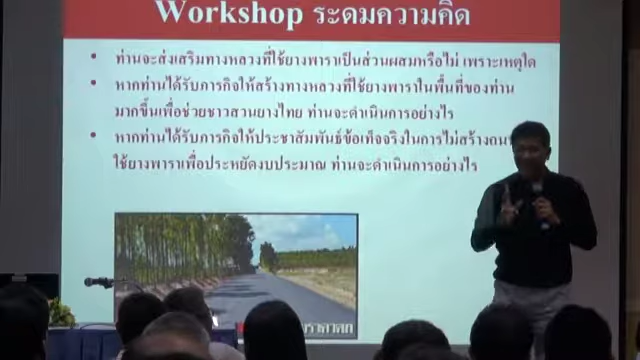 Workshop ระดมความคิด
• ท่านจะส่งเสริมทางหลวงที่ใช้ยางพาราเป็นส่วนผสมหรือไม่ เพราะเหตุใด
• หากท่านได้รับภารกิจให้สร้างทางหลวงที่ใช้ยางพาราในพื้นที่ของท่าน
มากขึ้นเพื่อช่วยชาวสวนยางไทย ท่านจะดำเนินการอย่างไร
• หากท่านได้รับภารกิจให้ประชาสัมพันธ์ข้อเท็จจริงในการไม่สร้าง
ใช้ยางพาราเพื่อประหยัดงบประมาณ ท่านจะดำเนินการอย่างไร